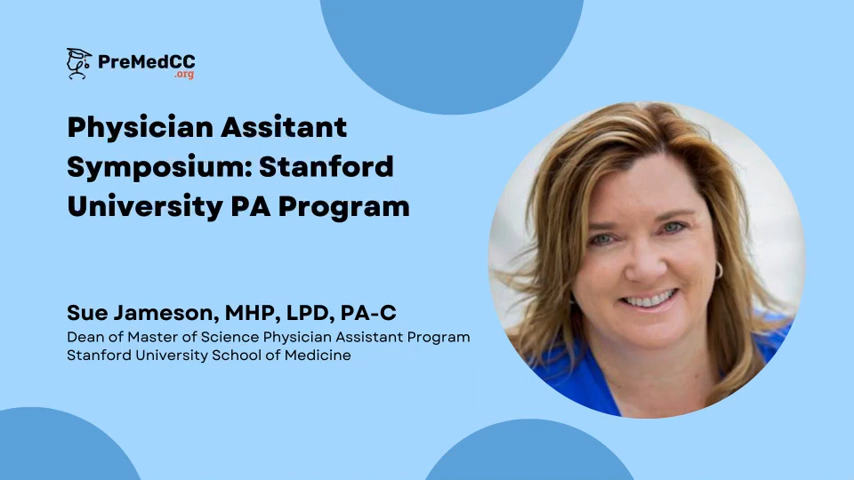 PreMedCC
.org
Physician Assitant
Symposium: Stanford
University PA Program
Sue Jameson, MHP, LPD, PA-C
Dean of Master of Science Physician Assistant Program
Stanford University School of Medicine